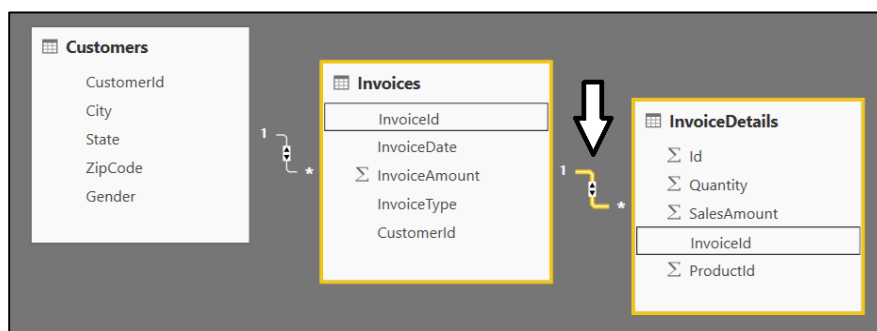 Customers
CustomerId
City
State
ZipCode
Gender
1
*
Invoices
InvoiceId
InvoiceDate
Σ InvoiceAmount
InvoiceType
CustomerId
1
*
InvoiceDetails
Σ Id
Σ Quantity
Σ SalesAmount
InvoiceId
Σ ProductId